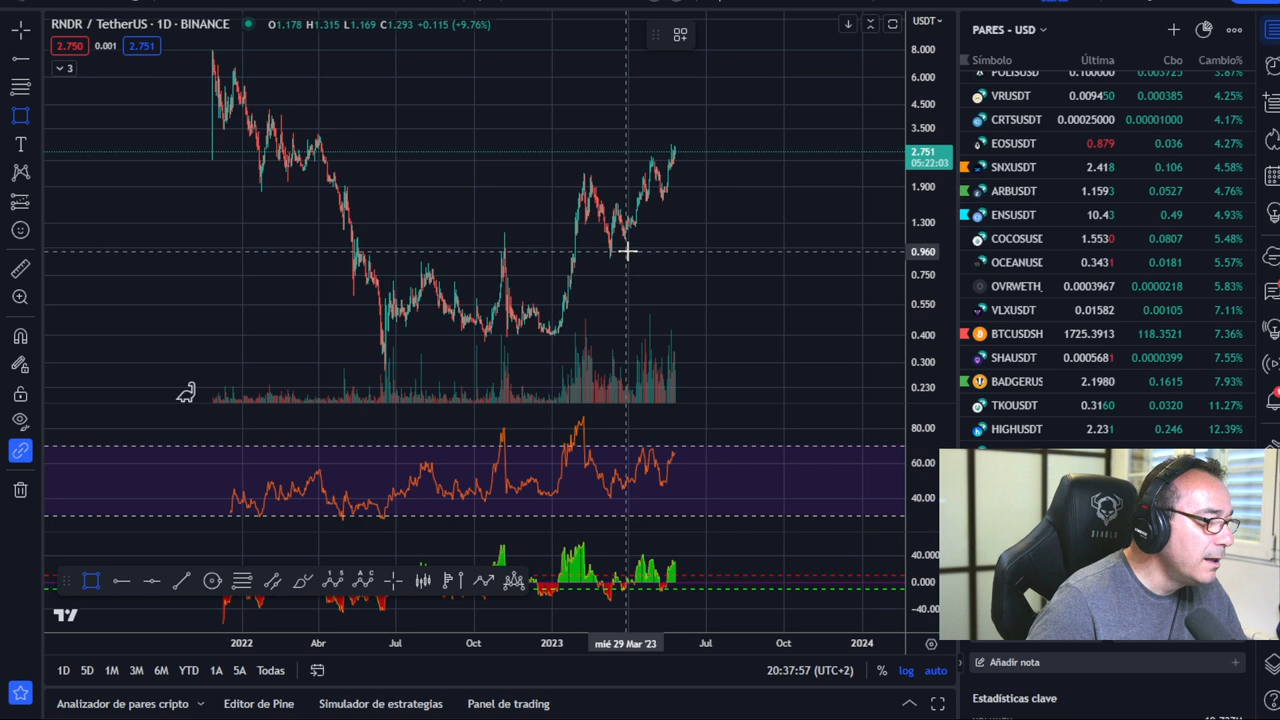 RNDR / TetherUS · 1D · BINANCE O1.178 H1.315 L1.169 C1.293 +0.115 (+9.76%)
2.750 0.001 2.751
3
USDT
8.000
6.000
4.500
3.500
2.751
05:22:03
1.900
1.300
0.960
0.750
0.550
0.400
0.300
0.230
80.00
60.00
40.00
40.000
0.000
-40.00
2022 Abr Jul Oct 2023 mié 29 Mar '23 Jul Oct 2024
1D 5D 1M 3M 6M YTD 1A 5A Todas 20:37:57 (UTC+2) % log auto
Analizador de pares cripto Editor de Pine Simulador de estrategias Panel de trading
PARES - USD
Símbolo Última Cbo Cambio%
POLISUSD 0.100000 0.003725 3.87%
VRUSDT 0.009450 0.000385 4.25%
CRTSUSDT 0.00025000 0.00001000 4.17%
EOSUSDT 0.879 0.036 4.27%
SNXUSDT 2.418 0.106 4.58%
ARBUSDT 1.1593 0.0527 4.76%
ENSUSDT 10.43 0.49 4.93%
COCOSUSD 1.5530 0.0807 5.48%
OCEANUSD 0.3431 0.0181 5.57%
OVRWETH_ 0.0003967 0.0000218 5.83%
VLXUSDT 0.01582 0.00105 7.11%
BTCUSDSH 1725.3913 118.3521 7.36%
SHAUSDT 0.0005681 0.0000399 7.55%
BADGERUS 2.1980 0.1615 7.93%
TKOUSDT 0.3160 0.0320 11.27%
HIGHUSDT 2.231 0.246 12.39%
DIABLO
Añadir nota
Estadísticas clave